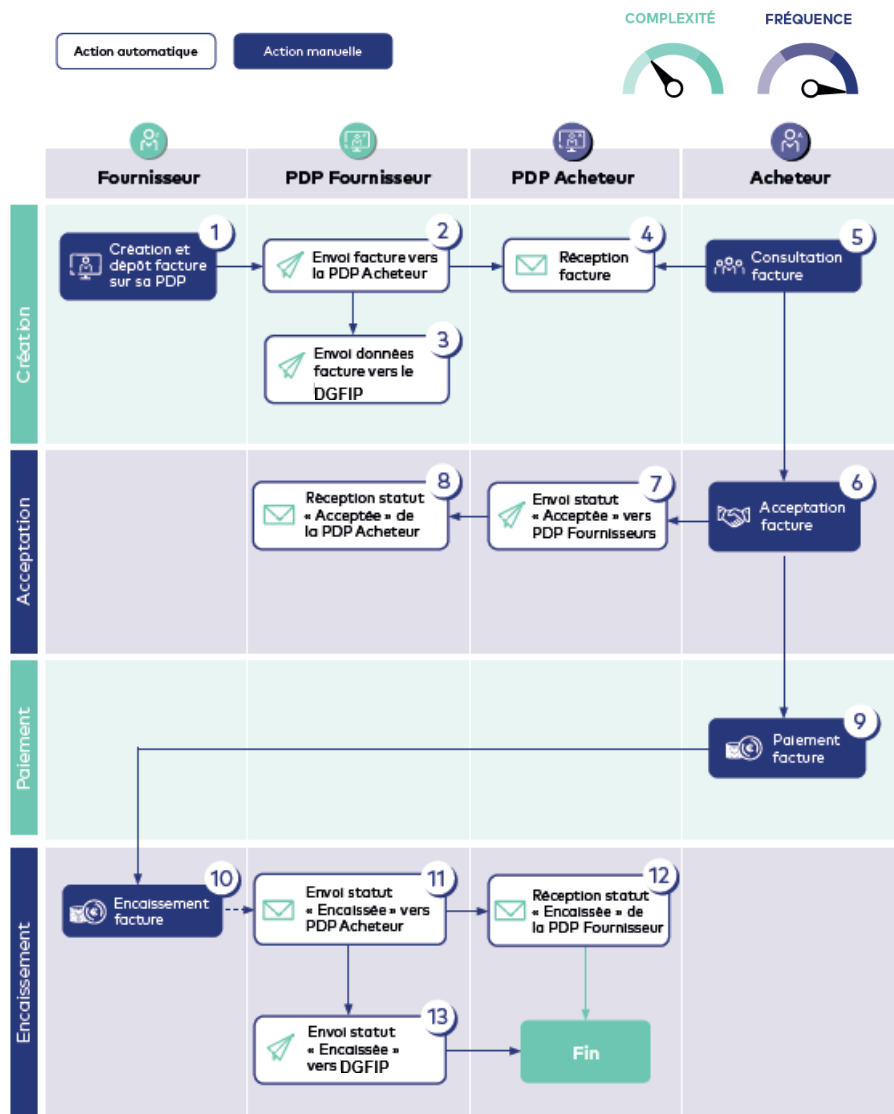 COMPLEXITÉ
FRÉQUENCE
Action automatique
Action manuelle
Fournisseur
PDP Fournisseur
PDP Acheteur
Acheteur
Création
1
Création et
dépôt facture
sur sa PDP
2
Envoi facture vers
la PDP Acheteur
4
Réception
facture
5
Consultation
facture
3
Envoi données
facture vers le
DGFIP
Acceptation
8
Réception statut
« Acceptée » de
la PDP Acheteur
7
Envoi statut
« Acceptée » vers
PDP Fournisseurs
6
Acceptation
facture
Paiement
9
Paiement
facture
Encaissement
10
Encaissement
facture
11
Envoi statut
« Encaissée » vers
PDP Acheteur
12
Réception statut
« Encaissée » de
la PDP Fournisseur
13
Envoi statut
« Encaissée »
vers DGFIP
Fin